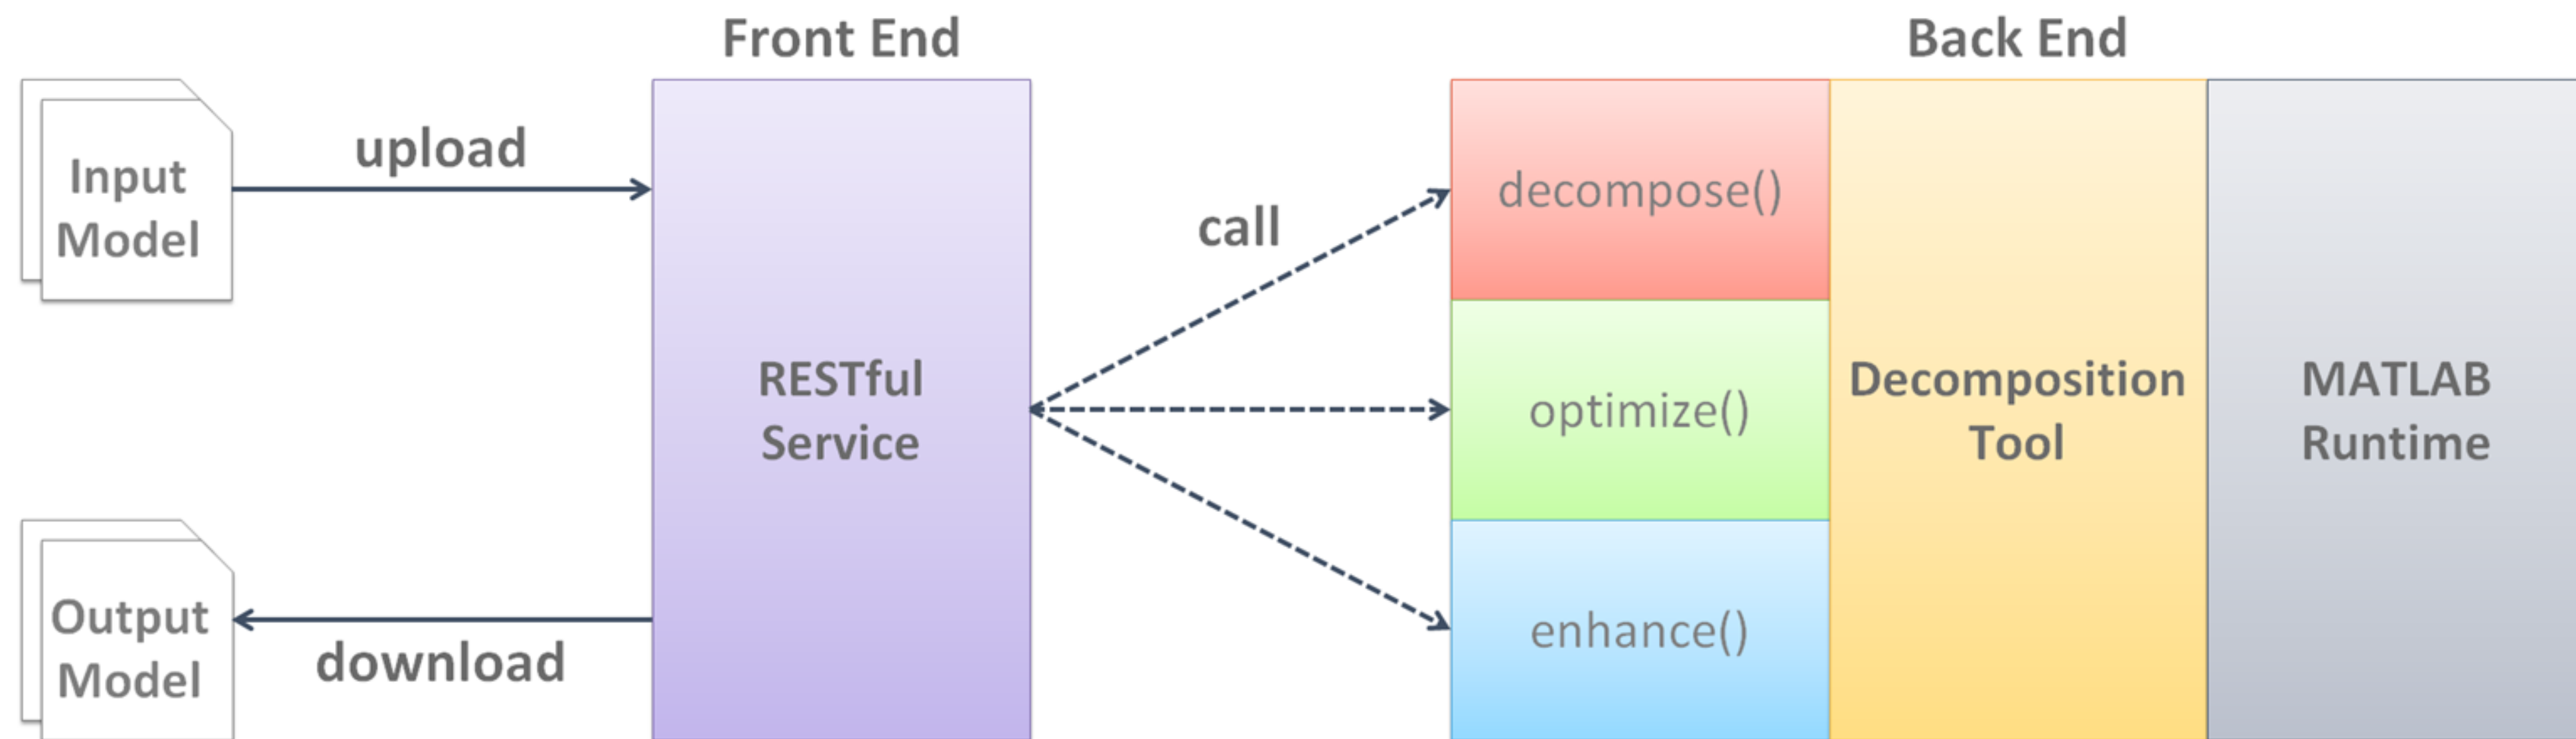 Front End
Back End
Input
Model
upload
call
decompose()
RESTful
Service
optimize()
Decomposition
Tool
MATLAB
Runtime
Output
Model
download
enhance()